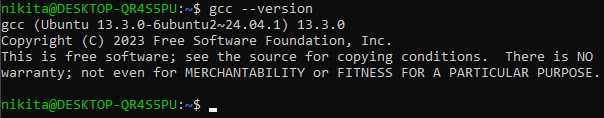 nikita@DESKTOP-QR4S5PU:~$ gcc --version
gcc (Ubuntu 13.3.0-6ubuntu2~24.04.1) 13.3.0
Copyright (C) 2023 Free Software Foundation, Inc.
This is free software; see the source for copying conditions.  There is NO
warranty; not even for MERCHANTABILITY or FITNESS FOR A PARTICULAR PURPOSE.
nikita@DESKTOP-QR4S5PU:~$